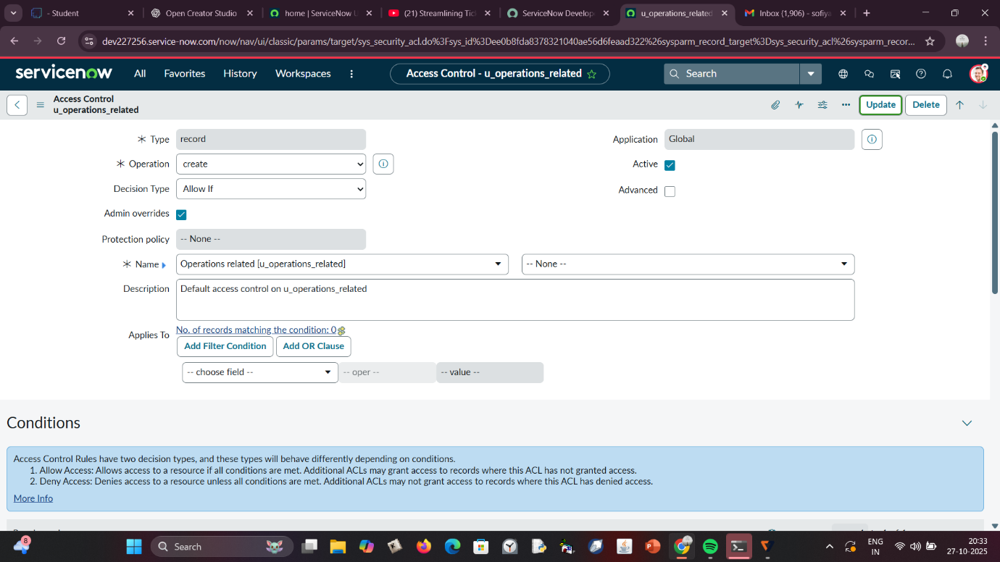 - Student
Open Creator Studio
home | ServiceNow U
(21) Streamlining Tic
ServiceNow Develop
u_operations_related
Inbox (1,906) - sofiya
dev227256.service-now.com/now/nav/ui/classic/params/target/sys_security_acl.do%3Fsys_id%3Dee0b8fda8378321040ae56d6feaad322%26sysparm_record_target%3Dsys_security_acl%26sysparm_recor...
servicenow
All
Favorites
History
Workspaces
Access Control - u_operations_related
Search
Access Control
u_operations_related
Update
Delete
Type
record
Application
Global
Operation
create
Active
Decision Type
Allow If
Advanced
Admin overrides
Protection policy
-- None --
Name
Operations related [u_operations_related]
-- None --
Description
Default access control on u_operations_related
Applies To
No. of records matching the condition: 0
Add Filter Condition
Add OR Clause
-- choose field --
-- oper --
-- value --
Conditions
Access Control Rules have two decision types, and these types will behave differently depending on conditions.
1. Allow Access: Allows access to a resource if all conditions are met. Additional ACLs may grant access to records where this ACL has not granted access.
2. Deny Access: Denies access to a resource unless all conditions are met. Additional ACLs may not grant access to records where this ACL has denied access.
More Info
8
Search
ENG
IN
20:33
27-10-2025